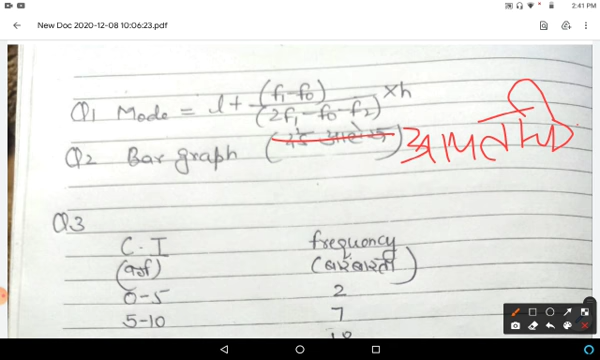 2:41 PM
New Doc 2020-12-08 10:06:23.pdf
Q1 Mode = l + (f1-f0)/(2f1-f0-f2) × h
Q2 Bar graph (दंड आलेख)
Q3
C.I frequency
(वर्ग) (बारंबारता)
0-5 2
5-10 7